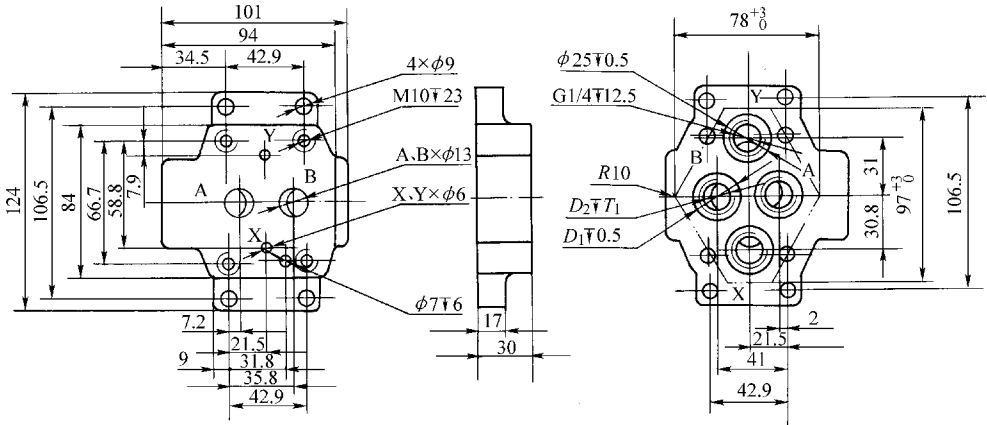 101
94
34.5
42.9
4×φ9
M10↧23
A、B×φ13
X、Y×φ6
φ7↧6
Y
B
A
X
124
106.5
84
66.7
58.8
7.9
7.2
21.5
9
31.8
35.8
42.9
17
30
78 +3 0
φ25↧0.5
G1/4↧12.5
R10
D₂↧T₁
D₁↧0.5
Y
B
A
X
31
30.8
97 +3 0
106.5
2
21.5
41
42.9